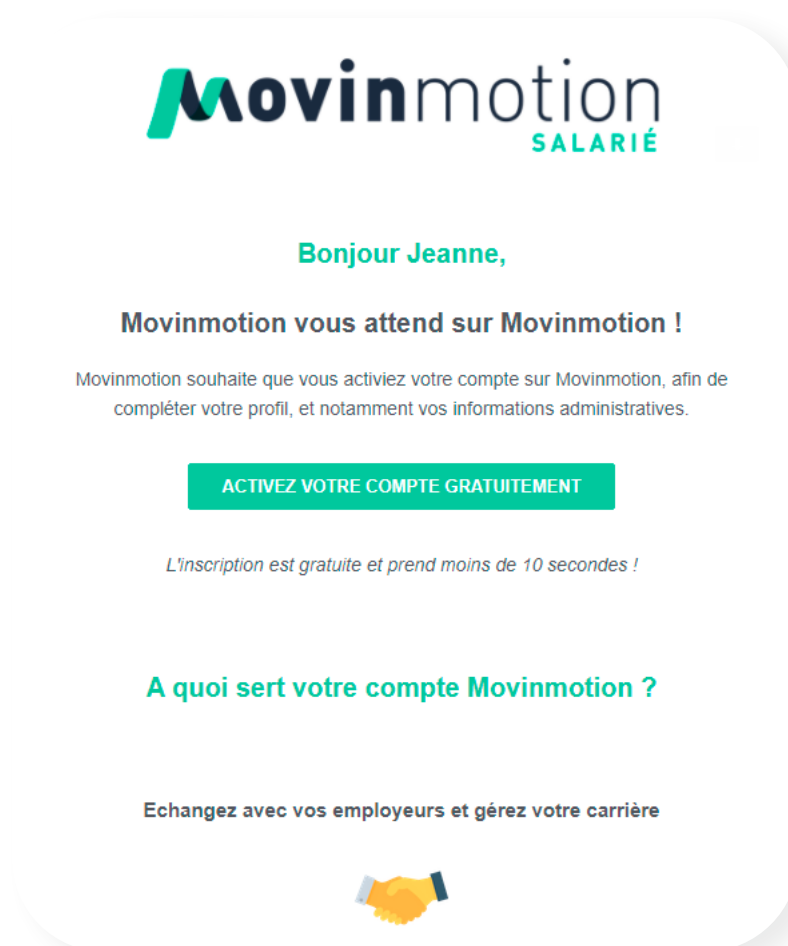 Movinmotion
SALARIÉ
Bonjour Jeanne,
Movinmotion vous attend sur Movinmotion !
Movinmotion souhaite que vous activiez votre compte sur Movinmotion, afin de
compléter votre profil, et notamment vos informations administratives.
ACTIVEZ VOTRE COMPTE GRATUITEMENT
L'inscription est gratuite et prend moins de 10 secondes !
A quoi sert votre compte Movinmotion ?
Echangez avec vos employeurs et gérez votre carrière